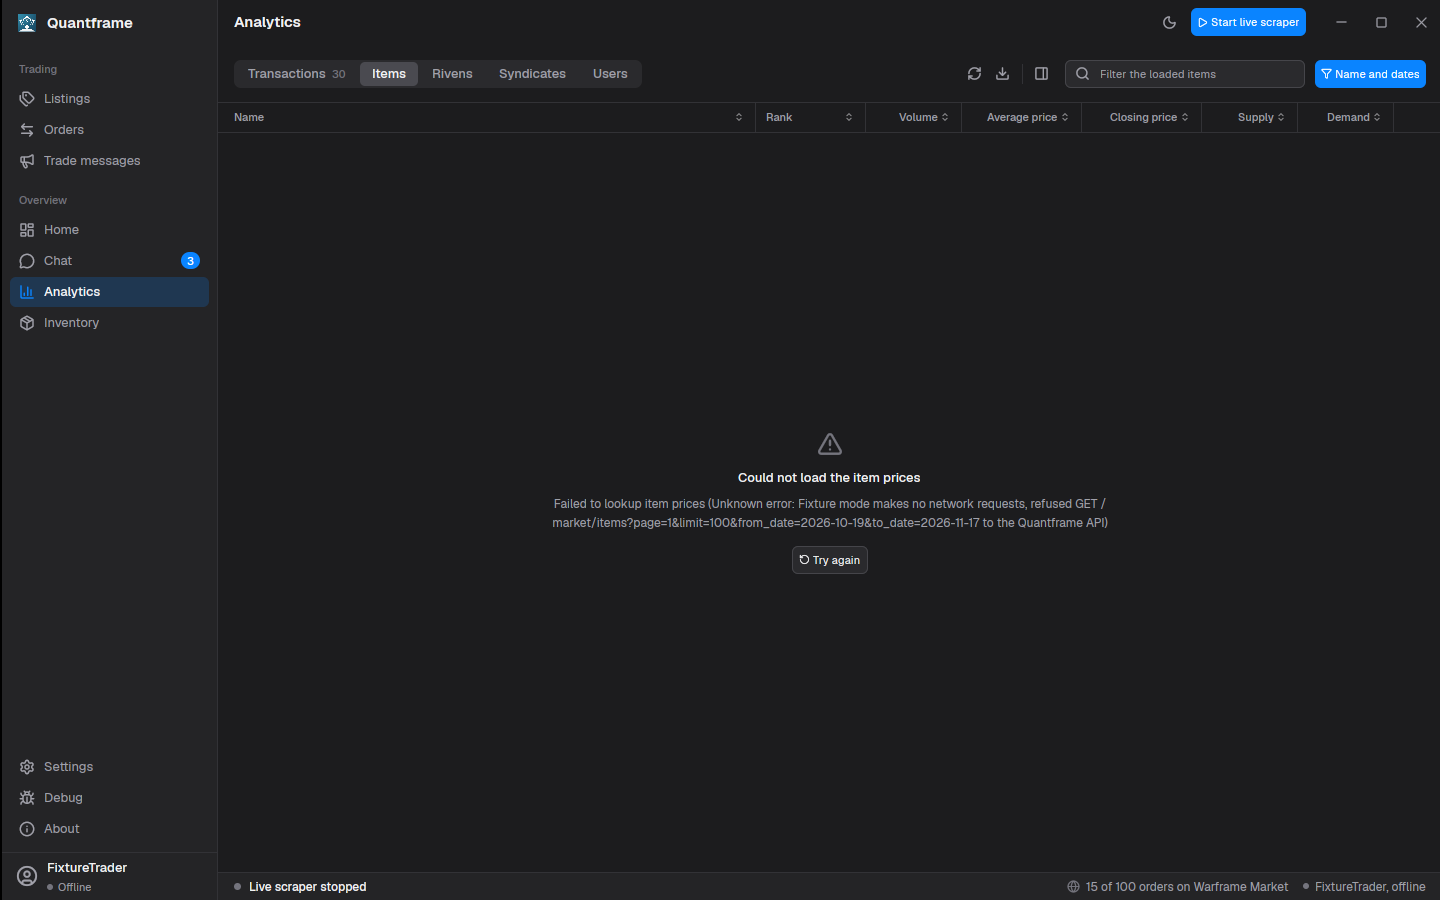 Quantframe
Analytics
Start live scraper
Trading
Listings
Orders
Trade messages
Overview
Home
Chat 3
Analytics
Inventory
Settings
Debug
About
FixtureTrader
Offline
Transactions 30 Items Rivens Syndicates Users
Filter the loaded items
Name and dates
Name Rank Volume Average price Closing price Supply Demand
Could not load the item prices
Failed to lookup item prices (Unknown error: Fixture mode makes no network requests, refused GET /
market/items?page=1&limit=100&from_date=2026-10-19&to_date=2026-11-17 to the Quantframe API)
Try again
Live scraper stopped
15 of 100 orders on Warframe Market
FixtureTrader, offline